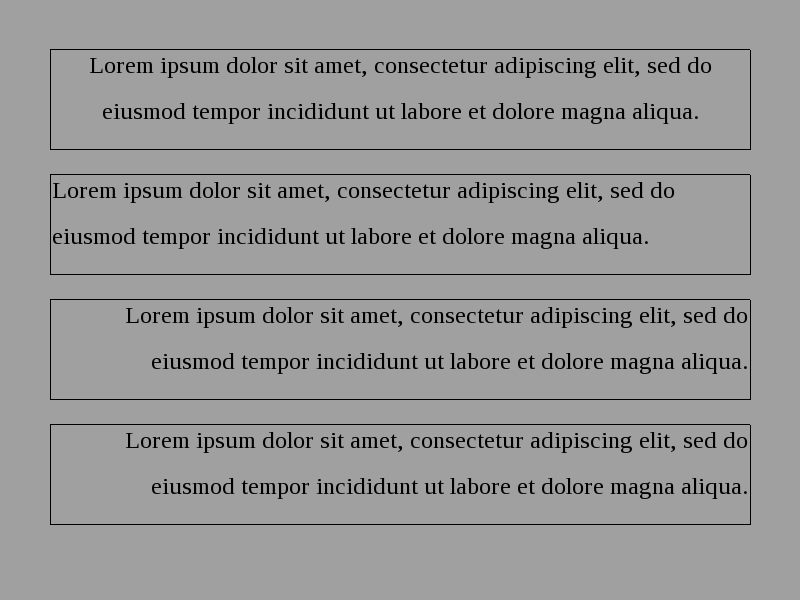 Lorem ipsum dolor sit amet, consectetur adipiscing elit, sed do
eiusmod tempor incididunt ut labore et dolore magna aliqua.
Lorem ipsum dolor sit amet, consectetur adipiscing elit, sed do
eiusmod tempor incididunt ut labore et dolore magna aliqua.
Lorem ipsum dolor sit amet, consectetur adipiscing elit, sed do
eiusmod tempor incididunt ut labore et dolore magna aliqua.
Lorem ipsum dolor sit amet, consectetur adipiscing elit, sed do
eiusmod tempor incididunt ut labore et dolore magna aliqua.